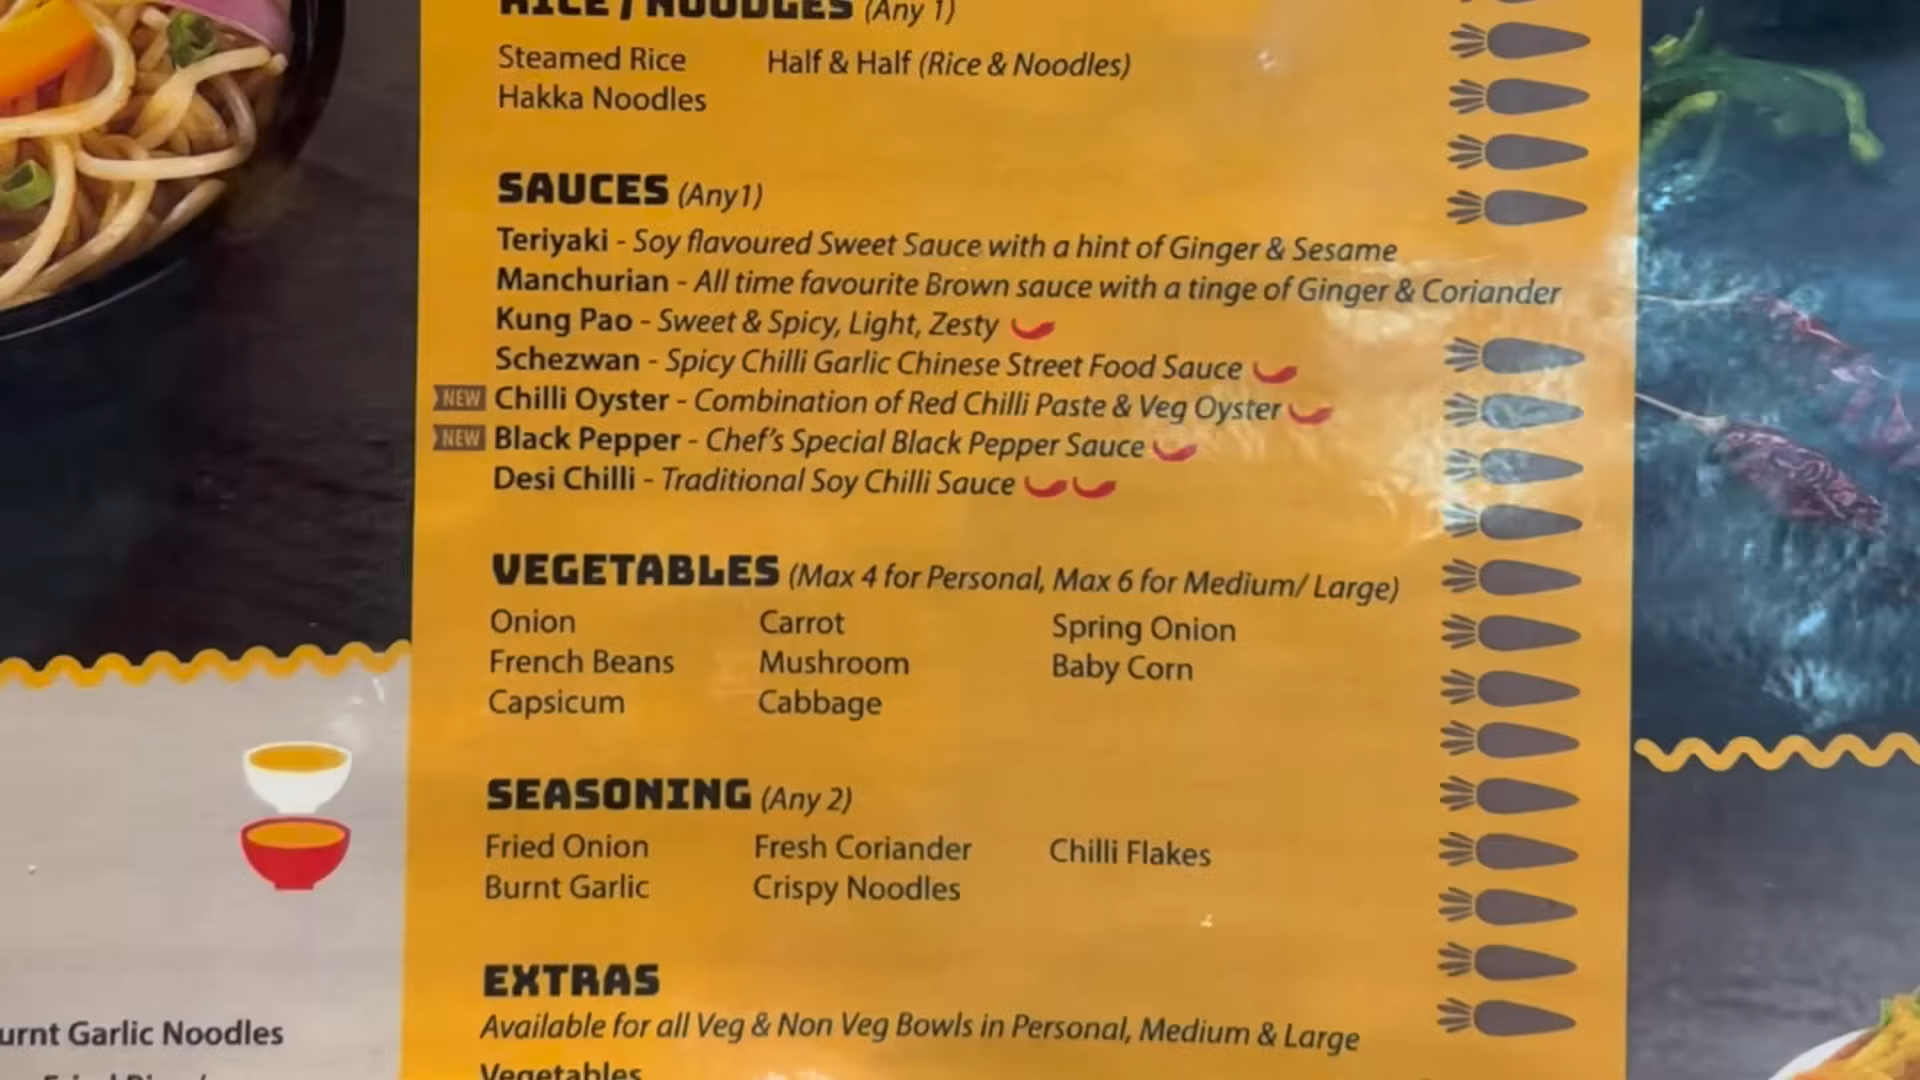 RICE / NOODLES (Any 1)
Steamed Rice Half & Half (Rice & Noodles)
Hakka Noodles
SAUCES (Any1)
Teriyaki - Soy flavoured Sweet Sauce with a hint of Ginger & Sesame
Manchurian - All time favourite Brown sauce with a tinge of Ginger & Coriander
Kung Pao - Sweet & Spicy, Light, Zesty
Schezwan - Spicy Chilli Garlic Chinese Street Food Sauce
NEW Chilli Oyster - Combination of Red Chilli Paste & Veg Oyster
NEW Black Pepper - Chef's Special Black Pepper Sauce
Desi Chilli - Traditional Soy Chilli Sauce
VEGETABLES (Max 4 for Personal, Max 6 for Medium/ Large)
Onion Carrot Spring Onion
French Beans Mushroom Baby Corn
Capsicum Cabbage
SEASONING (Any 2)
Fried Onion Fresh Coriander Chilli Flakes
Burnt Garlic Crispy Noodles
EXTRAS
Available for all Veg & Non Veg Bowls in Personal, Medium & Large
Vegetables
urnt Garlic Noodles